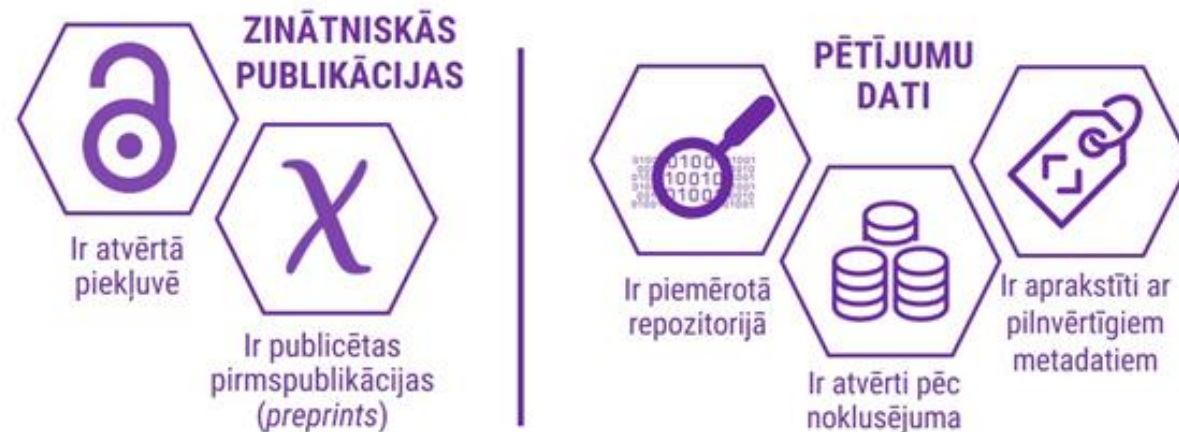 ZINĀTNISKĀS
PUBLIKĀCIJAS
Ir atvērtā
piekļuvē
χ
Ir publicētas
pirmspublikācijas
(preprints)
PĒTĪJUMU
DATI
Ir piemērotā
repozitorijā
Ir atvērti pēc
noklusējuma
Ir aprakstīti ar
pilnvērtīgiem
metadatiem